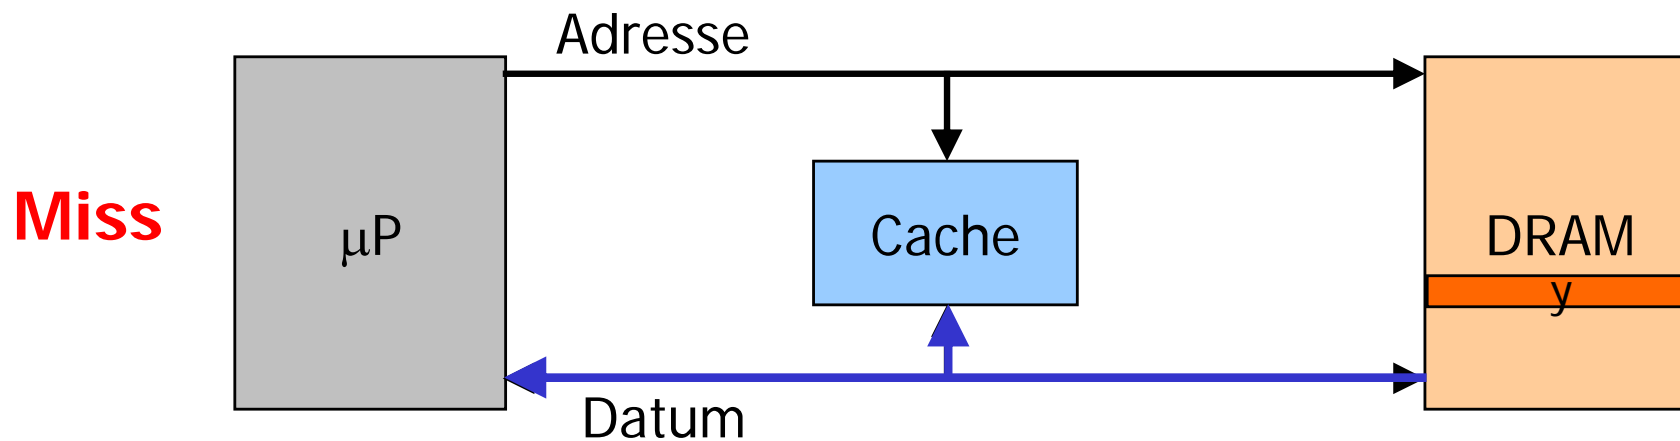 Adresse
Miss
µP
Cache
DRAM
y
Datum